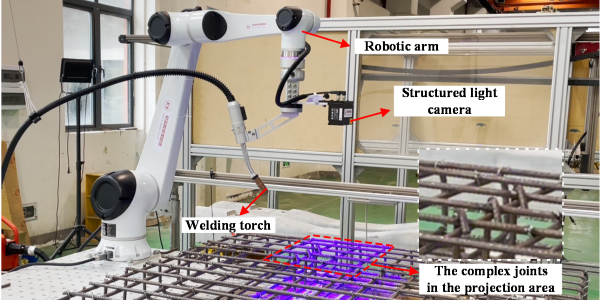 Robotic arm
Structured light
camera
Welding torch
The complex joints
in the projection area